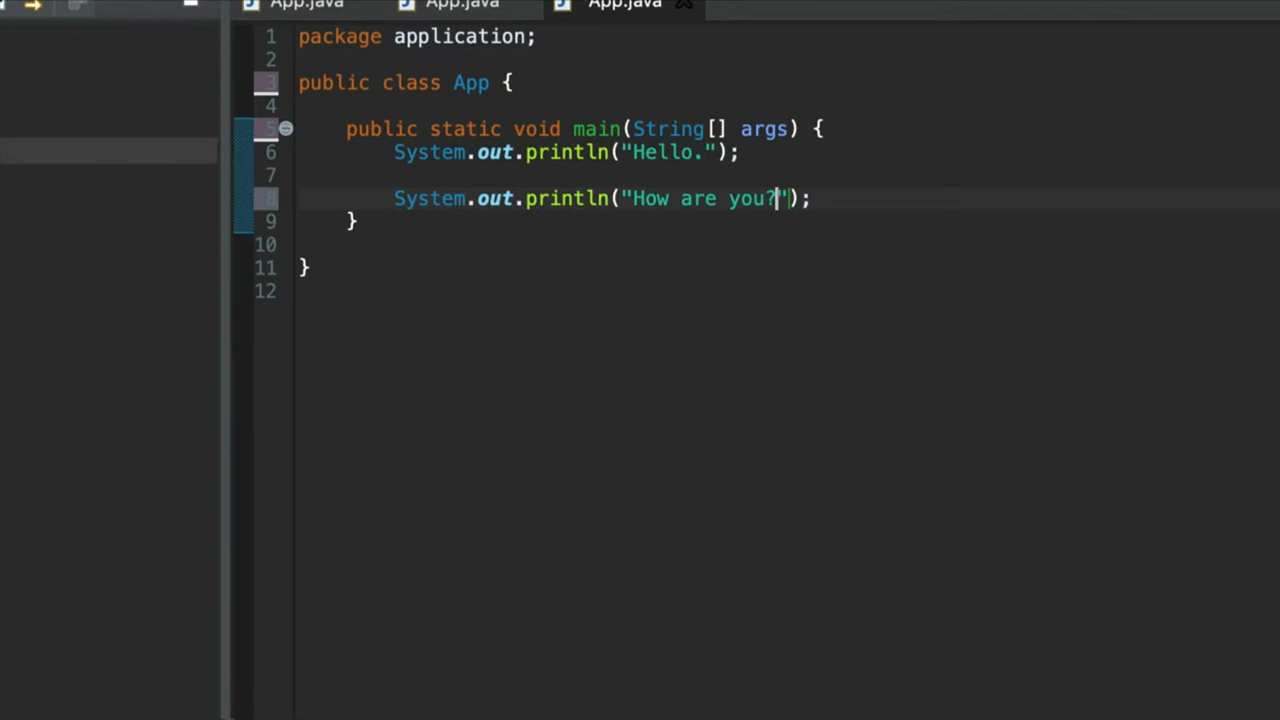 App.java
App.java
*App.java
1 package application;
2
3 public class App {
4
5 public static void main(String[] args) {
6 System.out.println("Hello.");
7
8 System.out.println("How are you?");
9 }
10
11 }
12